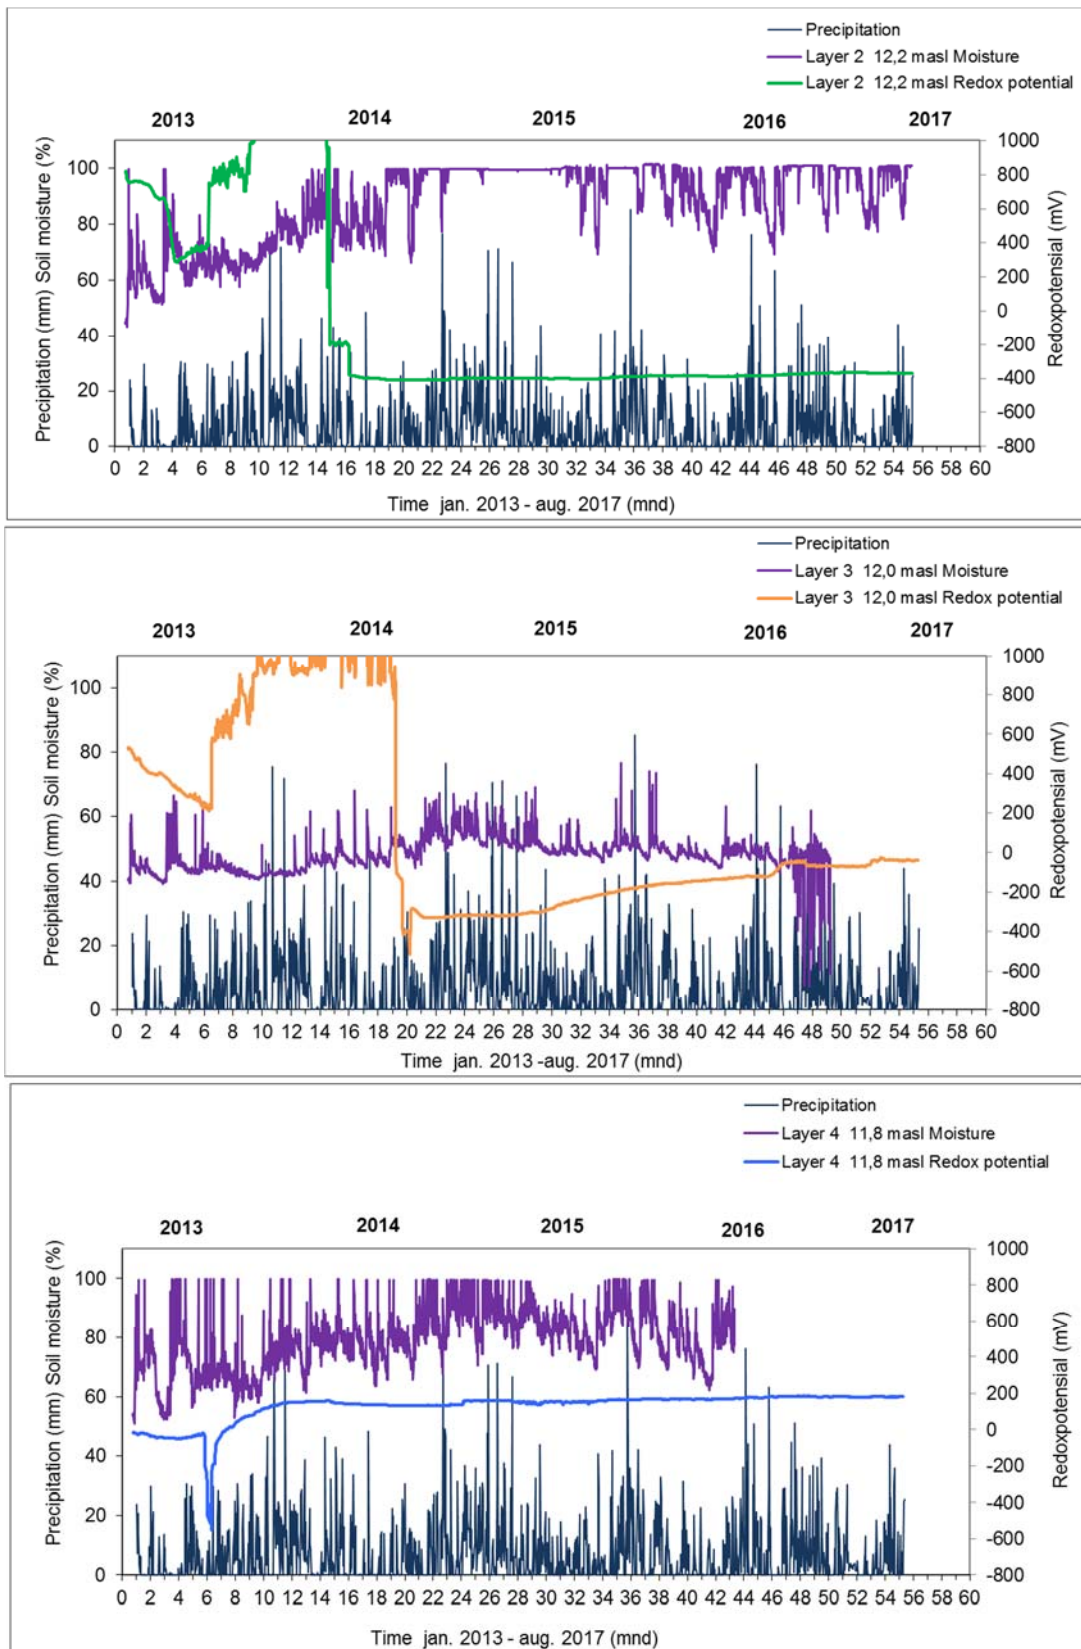 Precipitation
Layer 2 12,2 masl Moisture
Layer 2 12,2 masl Redox potential
2013 2014 2015 2016 2017
Precipitation (mm) Soil moisture (%)
100
80
60
40
20
0
1000
800
600
400
200
0
-200
-400
-600
-800
Redoxpotensial (mV)
0 2 4 6 8 10 12 14 16 18 20 22 24 26 28 30 32 34 36 38 40 42 44 46 48 50 52 54 56 58 60
Time jan. 2013 - aug. 2017 (mnd)
Precipitation
Layer 3 12,0 masl Moisture
Layer 3 12,0 masl Redox potential
2013 2014 2015 2016 2017
Precipitation (mm) Soil moisture (%)
100
80
60
40
20
0
1000
800
600
400
200
0
-200
-400
-600
-800
Redoxpotensial (mV)
0 2 4 6 8 10 12 14 16 18 20 22 24 26 28 30 32 34 36 38 40 42 44 46 48 50 52 54 56 58 60
Time jan. 2013 -aug. 2017 (mnd)
Precipitation
Layer 4 11,8 masl Moisture
Layer 4 11,8 masl Redox potential
2013 2014 2015 2016 2017
Precipitation (mm) Soil moisture (%)
100
80
60
40
20
0
1000
800
600
400
200
0
-200
-400
-600
-800
Redoxpotensial (mV)
0 2 4 6 8 10 12 14 16 18 20 22 24 26 28 30 32 34 36 38 40 42 44 46 48 50 52 54 56 58 60
Time jan. 2013 - aug. 2017 (mnd)